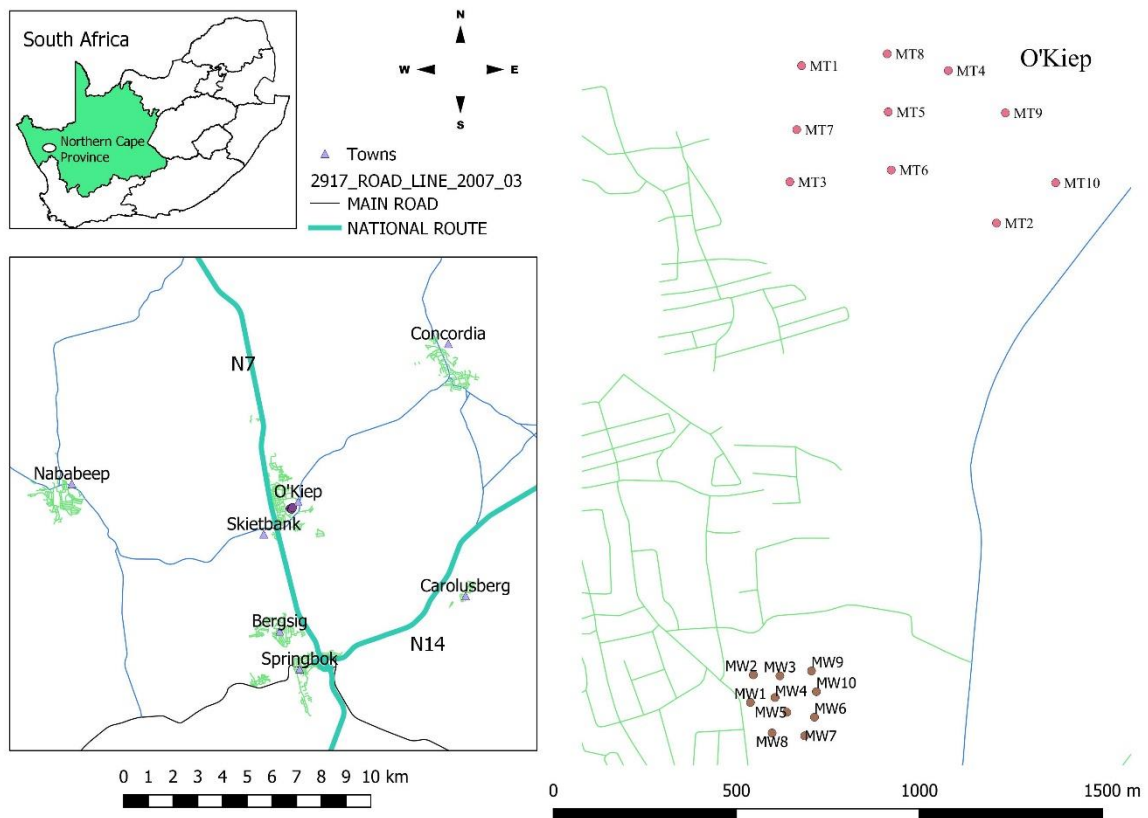 South Africa
Northern Cape
Province
N
W
E
S
Towns
2917_ROAD_LINE_2007_03
MAIN ROAD
NATIONAL ROUTE
Concordia
N7
Nababeep
O'Kiep
Skietbank
Carolusberg
Bergsig
N14
Springbok
0 1 2 3 4 5 6 7 8 9 10 km
O'Kiep
MT8
MT1
MT4
MT5
MT9
MT7
MT6
MT3
MT10
MT2
MW9
MW2
MW3
MW10
MW4
MW1
MW5
MW6
MW8
MW7
0 500 1000 1500 m